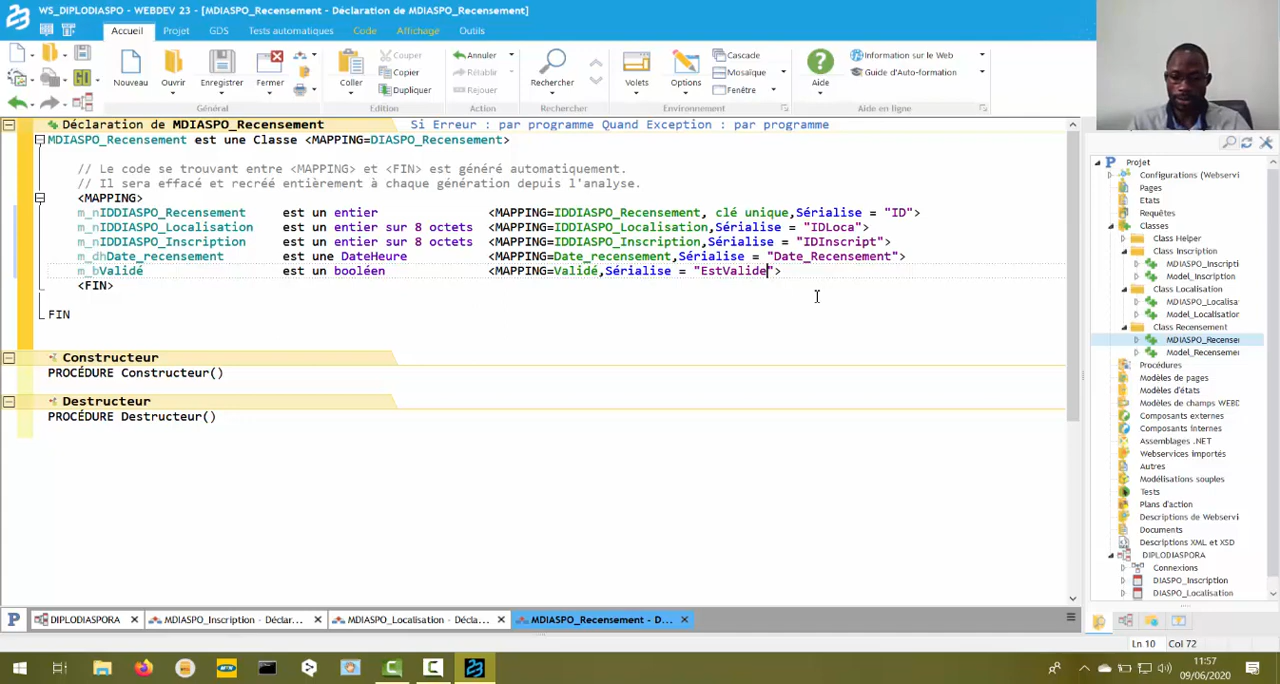 WS_DIPLODIASPO - WEBDEV 23 - [MDIASPO_Recensement - Déclaration de MDIASPO_Recensement]
Accueil Projet GDS Tests automatiques Code Affichage Outils
Nouveau Ouvrir Enregistrer Fermer
Général
Coller Couper Copier Dupliquer
Edition
Annuler Rétablir Rejouer
Action
Rechercher
Rechercher
Volets Options Cascade Mosaïque Fenêtre
Environnement
Aide Information sur le Web Guide d'Auto-formation
Aide en ligne
GO
Déclaration de MDIASPO_Recensement Si Erreur : par programme Quand Exception : par programme
MDIASPO_Recensement est une Classe <MAPPING=DIASPO_Recensement>
// Le code se trouvant entre <MAPPING> et <FIN> est généré automatiquement.
// Il sera effacé et recréé entièrement à chaque génération depuis l'analyse.
<MAPPING>
m_nIDDIASPO_Recensement est un entier <MAPPING=IDDIASPO_Recensement, clé unique,Sérialise = "ID">
m_nIDDIASPO_Localisation est un entier sur 8 octets <MAPPING=IDDIASPO_Localisation,Sérialise = "IDLoca">
m_nIDDIASPO_Inscription est un entier sur 8 octets <MAPPING=IDDIASPO_Inscription,Sérialise = "IDInscript">
m_dhDate_recensement est une DateHeure <MAPPING=Date_recensement,Sérialise = "Date_Recensement">
m_bValidé est un booléen <MAPPING=Validé,Sérialise = "EstValide">
<FIN>
FIN
Constructeur
PROCÉDURE Constructeur()
Destructeur
PROCÉDURE Destructeur()
Projet
Configurations (Webservi
Pages
Etats
Requêtes
Classes
Class Helper
Class Inscription
MDIASPO_Inscripti
Model_Inscription
Class Localisation
MDIASPO_Localisa
Model_Localisation
Class Recensement
MDIASPO_Recense
Model_Recenseme
Procédures
Modèles de pages
Modèles d'états
Modèles de champs WEBD
Composants externes
Composants internes
Assemblages .NET
Webservices importés
Autres
Modélisations souples
Tests
Plans d'action
Descriptions de Webservic
Documents
Descriptions XML et XSD
DIPLODIASPORA
Connexions
DIASPO_Inscription
DIASPO_Localisation
DIPLODIASPORA MDIASPO_Inscription - Déclar... MDIASPO_Localisation - Décla... MDIASPO_Recensement - D...
Ln 10 Col 72
11:57
09/06/2020